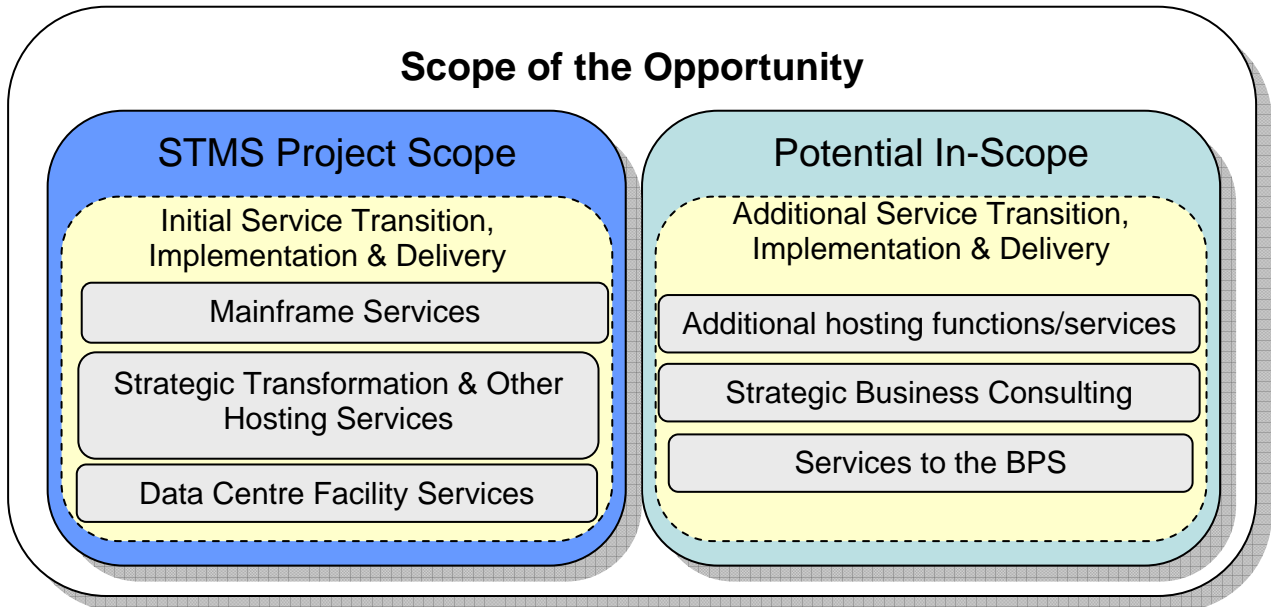 Scope of the Opportunity
STMS Project Scope
Initial Service Transition,
Implementation & Delivery
Mainframe Services
Strategic Transformation & Other
Hosting Services
Data Centre Facility Services
Potential In-Scope
Additional Service Transition,
Implementation & Delivery
Additional hosting functions/services
Strategic Business Consulting
Services to the BPS